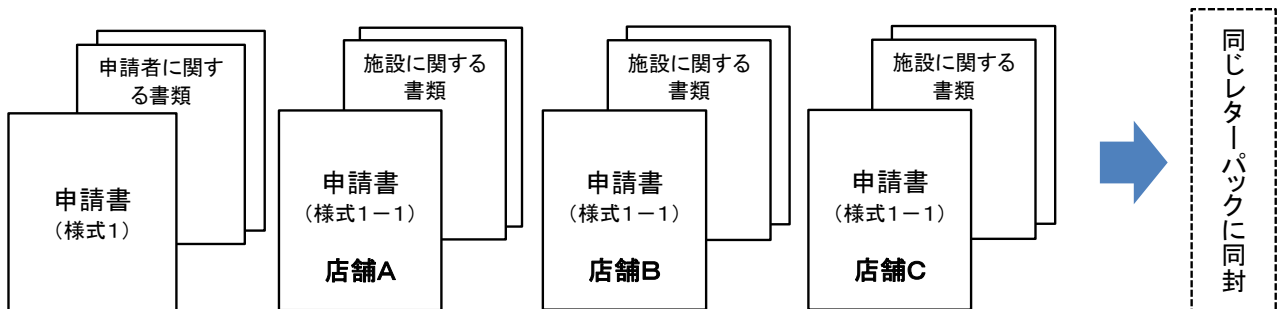 申請者に関す
る書類
申請書
（様式1）
施設に関する
書類
申請書
（様式1－1）
店舗A
施設に関する
書類
申請書
（様式1－1）
店舗B
施設に関する
書類
申請書
（様式1－1）
店舗C
同じレターパックに同封